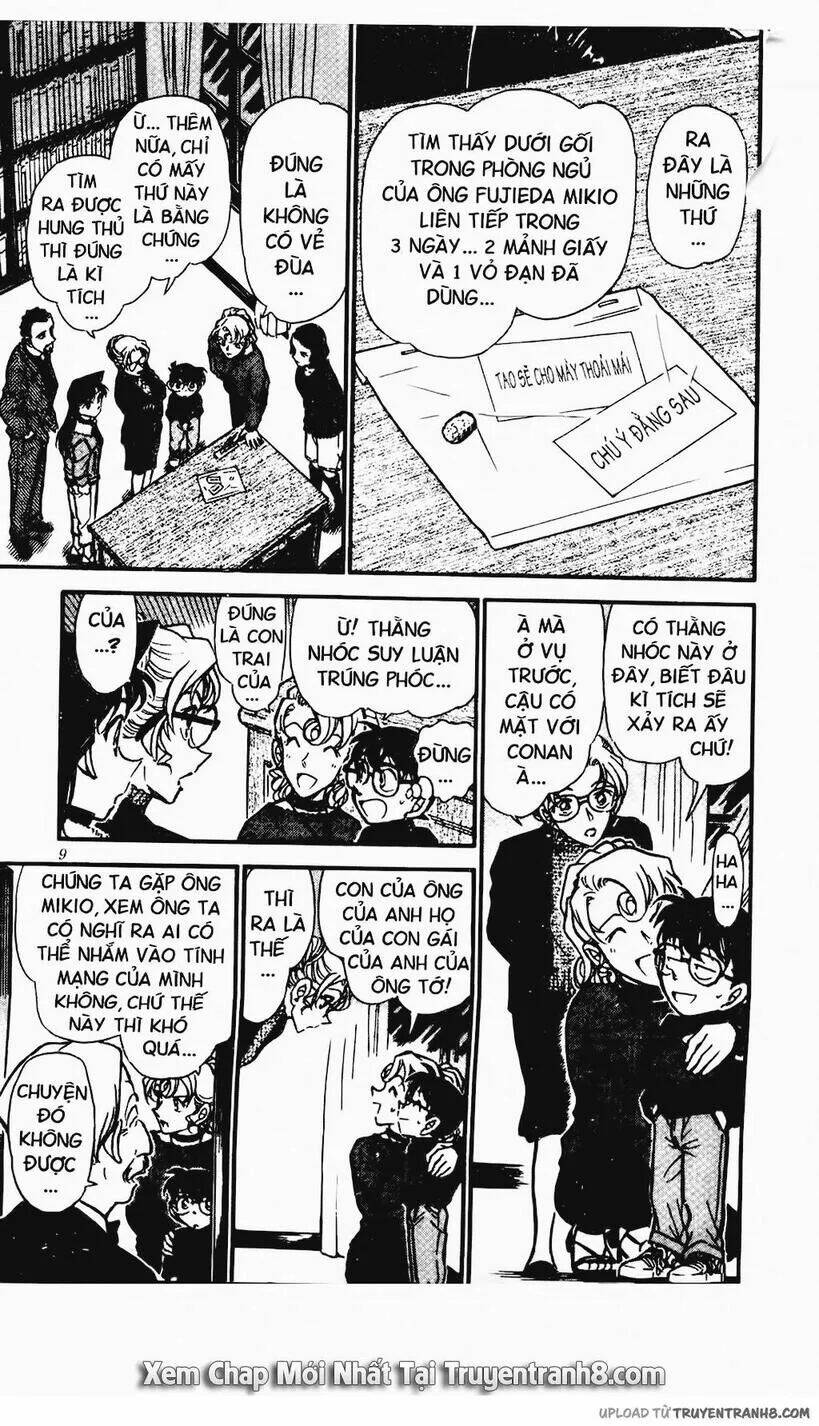 RA
ĐÂY LÀ
NHỮNG
THỨ
...
TÌM THẤY DƯỚI GỐI
TRONG PHÒNG NGỦ
CỦA ÔNG FUJIEDA MIKIO
LIÊN TIẾP TRONG
3 NGÀY... 2 MẢNH GIẤY
VÀ 1 VỎ ĐẠN ĐÃ
DÙNG...
TAO SẼ CHO MÀY THOẢI MÁI
CHÚ Ý ĐẰNG SAU
ĐÚNG
LÀ
KHÔNG
CÓ VẺ
ĐÙA
...
Ừ... THÊM
NỮA, CHỈ
CÓ MẤY
THỨ NÀY
LÀ BẰNG
CHỨNG ...
TÌM
RA ĐƯỢC
HUNG THỦ
THÌ ĐÚNG
LÀ KÌ
TÍCH
...
CÓ THẰNG
NHÓC NÀY Ở
ĐÂY, BIẾT ĐÂU
KÌ TÍCH SẼ
XẢY RA ẤY
CHỨ!
À MÀ
Ở VỤ
TRƯỚC,
CẬU CÓ
MẶT VỚI
CONAN
À...
HA
HA
...
Ừ! THẰNG
NHÓC SUY LUẬN
TRÚNG PHÓC...
ĐỪNG
...
ĐÚNG
LÀ CON
TRAI
CỦA
...
CỦA
...?
9
CON CỦA ÔNG
CỦA ANH HỌ
CỦA CON GÁI
CỦA ANH CỦA
ÔNG TỚ!
THÌ
RA LÀ
THẾ
...
CHÚNG TA GẶP ÔNG
MIKIO, XEM ÔNG TA
CÓ NGHĨ RA AI CÓ
THỂ NHẮM VÀO TÍNH
MẠNG CỦA MÌNH
KHÔNG, CHỨ THẾ
NÀY THÌ KHÓ
QUÁ...
CHUYỆN
ĐÓ
KHÔNG
ĐƯỢC
...
Xem Chap Mới Nhất Tại Truyentranh8.com
UPLOAD TỪ TRUYENTRANH8.COM